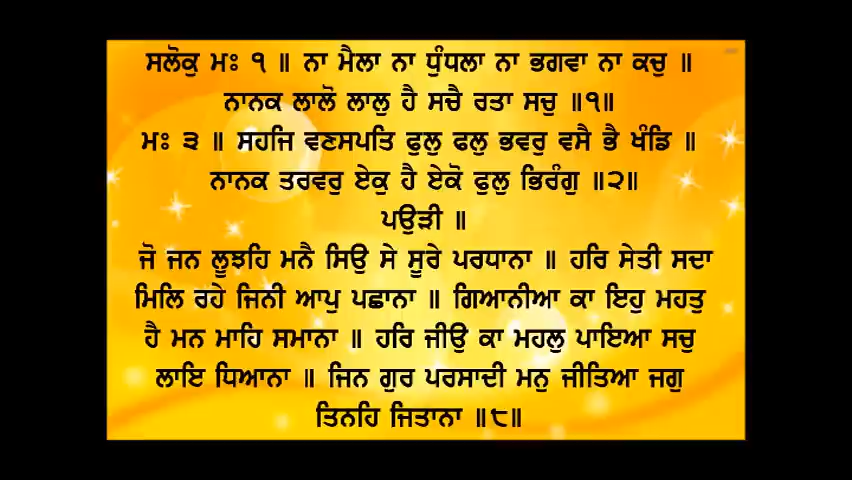 ਸਲੋਕੁ ਮਃ ੧ ॥ ਨਾ ਮੈਲਾ ਨਾ ਧੁੰਧਲਾ ਨਾ ਭਗਵਾ ਨਾ ਕਚੁ ॥
ਨਾਨਕ ਲਾਲੋ ਲਾਲੁ ਹੈ ਸਚੈ ਰਤਾ ਸਚੁ ॥੧॥
ਮਃ ੩ ॥ ਸਹਜਿ ਵਣਸਪਤਿ ਫੁਲੁ ਫਲੁ ਭਵਰੁ ਵਸੈ ਭੈ ਖੰਡਿ ॥
ਨਾਨਕ ਤਰਵਰੁ ਏਕੁ ਹੈ ਏਕੋ ਫੁਲੁ ਭਿਰੰਗੁ ॥੨॥
ਪਉੜੀ ॥
ਜੋ ਜਨ ਲੂਝਹਿ ਮਨੈ ਸਿਉ ਸੇ ਸੂਰੇ ਪਰਧਾਨਾ ॥ ਹਰਿ ਸੇਤੀ ਸਦਾ
ਮਿਲਿ ਰਹੇ ਜਿਨੀ ਆਪੁ ਪਛਾਨਾ ॥ ਗਿਆਨੀਆ ਕਾ ਇਹੁ ਮਹਤੁ
ਹੈ ਮਨ ਮਾਹਿ ਸਮਾਨਾ ॥ ਹਰਿ ਜੀਉ ਕਾ ਮਹਲੁ ਪਾਇਆ ਸਚੁ
ਲਾਇ ਧਿਆਨਾ ॥ ਜਿਨ ਗੁਰ ਪਰਸਾਦੀ ਮਨੁ ਜੀਤਿਆ ਜਗੁ
ਤਿਨਹਿ ਜਿਤਾਨਾ ॥੮॥